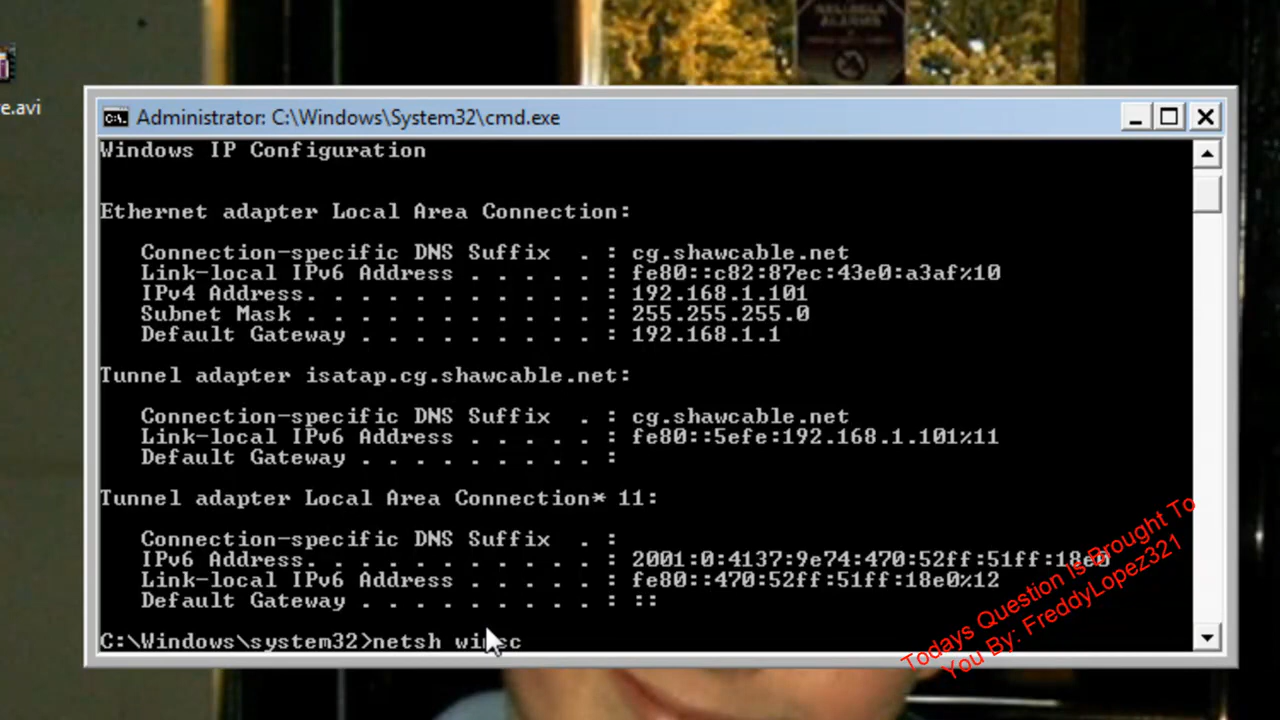 ALARMS
e.avi
Administrator: C:\Windows\System32\cmd.exe
Windows IP Configuration
Ethernet adapter Local Area Connection:
Connection-specific DNS Suffix . : cg.shawcable.net
Link-local IPv6 Address . . . . . : fe80::c82:87ec:43e0:a3af%10
IPv4 Address. . . . . . . . . . . : 192.168.1.101
Subnet Mask . . . . . . . . . . . : 255.255.255.0
Default Gateway . . . . . . . . . : 192.168.1.1
Tunnel adapter isatap.cg.shawcable.net:
Connection-specific DNS Suffix . : cg.shawcable.net
Link-local IPv6 Address . . . . . : fe80::5efe:192.168.1.101%11
Default Gateway . . . . . . . . . :
Tunnel adapter Local Area Connection* 11:
Connection-specific DNS Suffix . :
IPv6 Address. . . . . . . . . . . : 2001:0:4137:9e74:470:52ff:51ff:18e0
Link-local IPv6 Address . . . . . : fe80::470:52ff:51ff:18e0%12
Default Gateway . . . . . . . . . : ::
C:\Windows\system32>netsh winsc
Todays Question Is Brought To
You By: FreddyLopez321